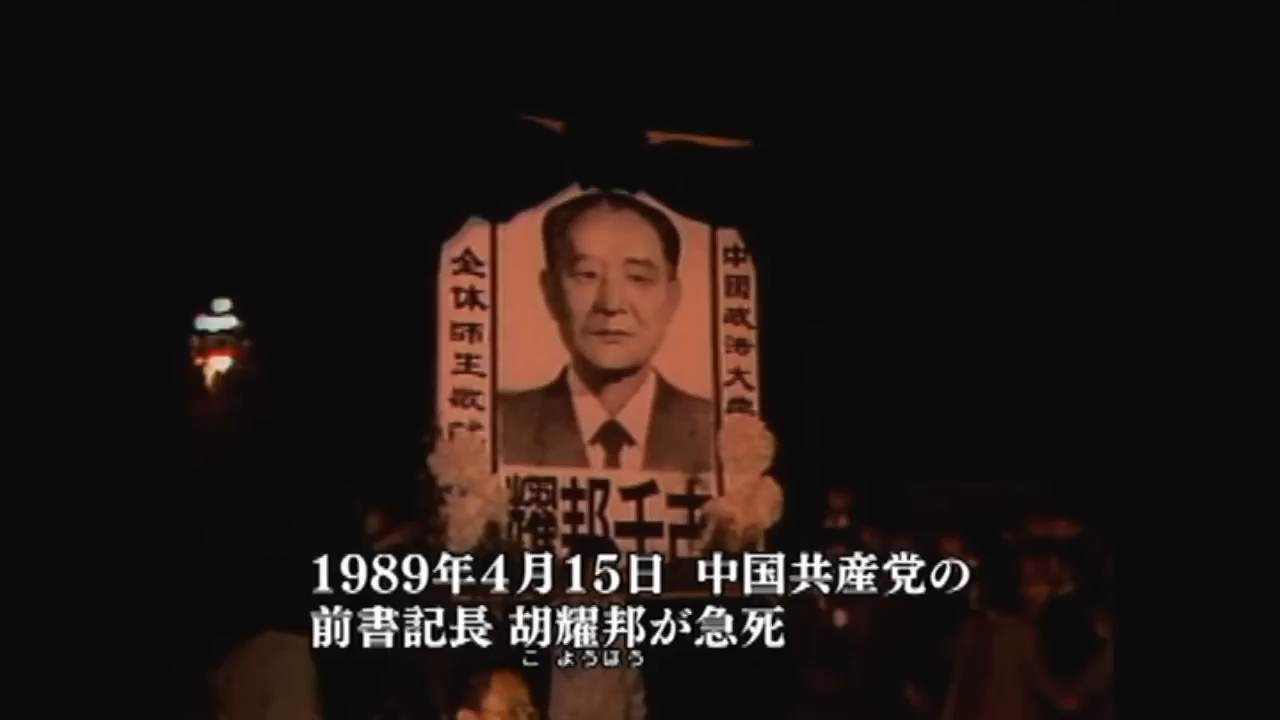 中國政法大學
全体師生敬
耀邦千古
1989年4月15日 中国共産党の
前書記長 胡耀邦が急死
こ ようほう